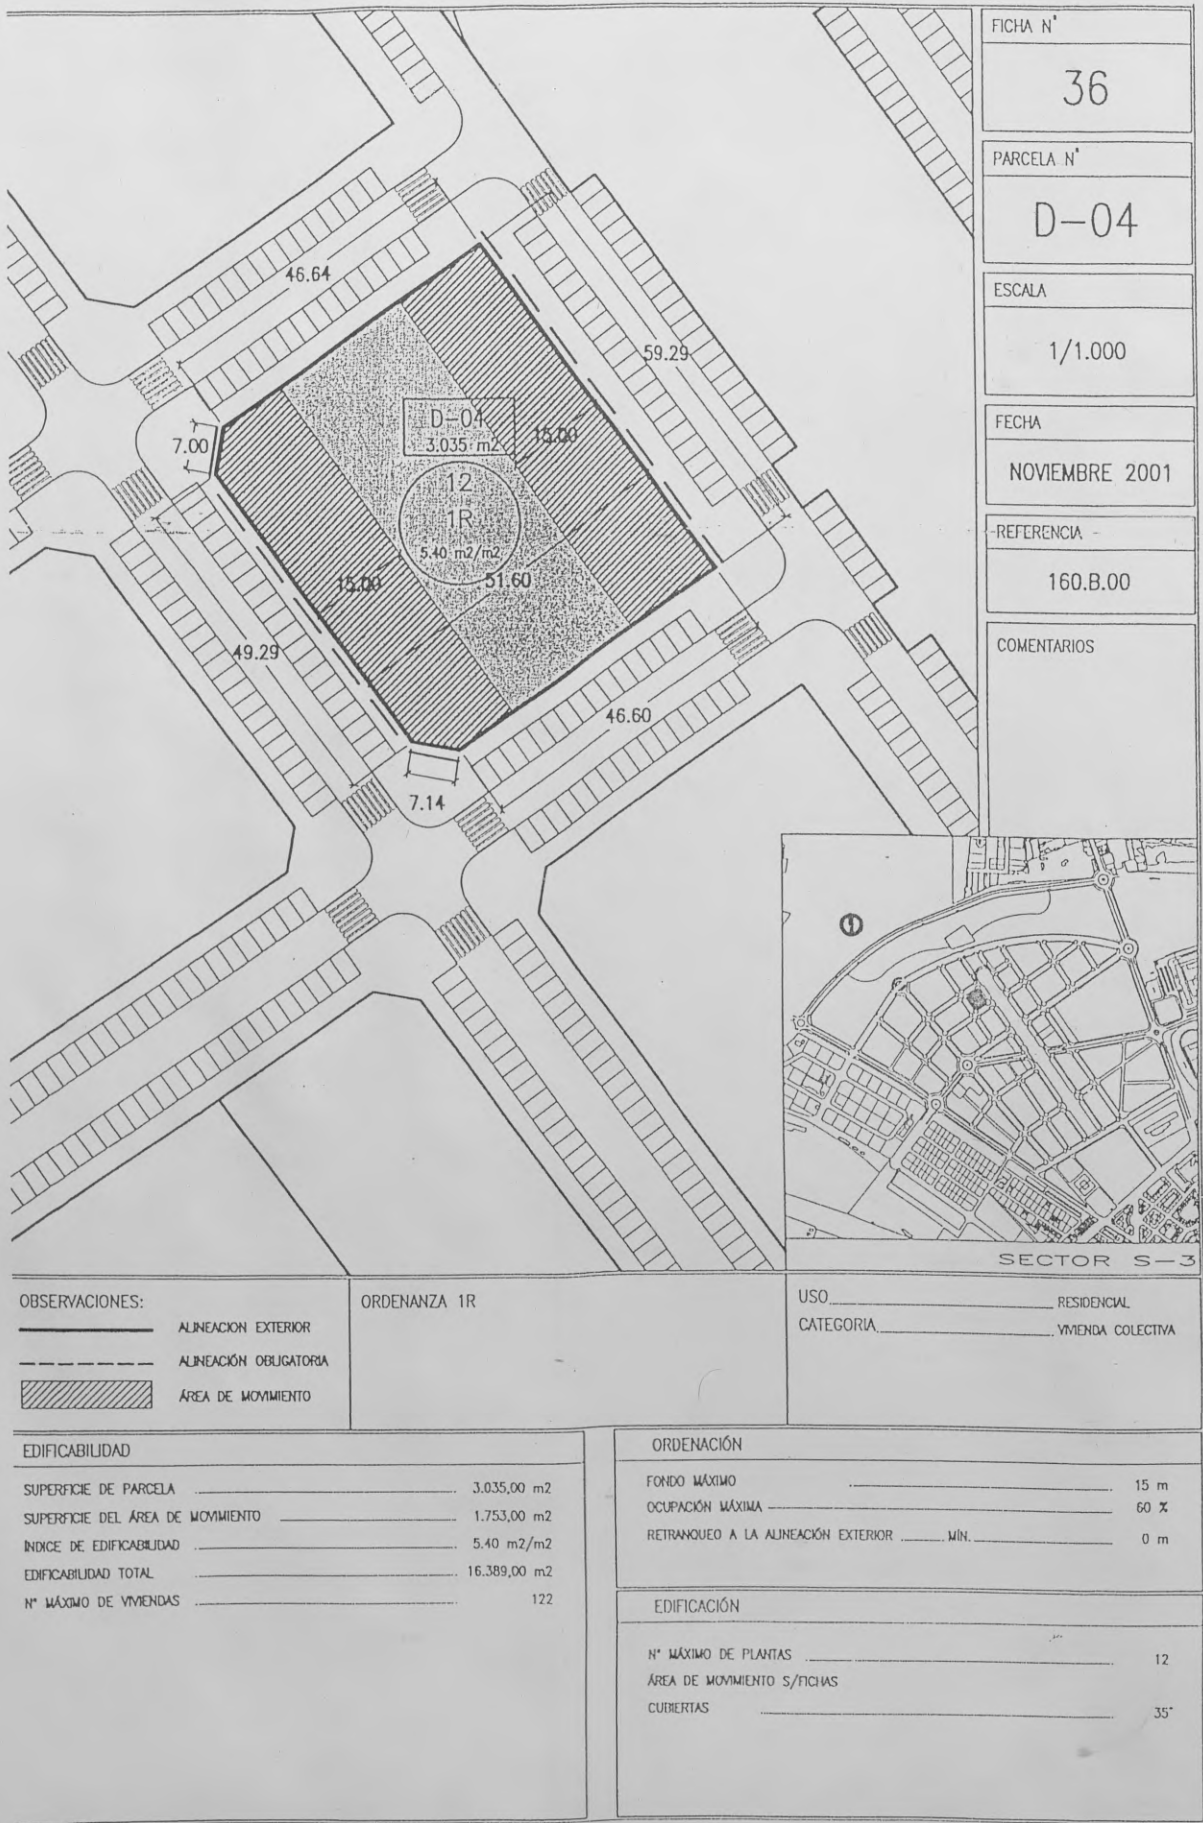 FICHA N°
36
PARCELA N°
D-04
ESCALA
1/1.000
FECHA
NOVIEMBRE 2001
-REFERENCIA -
160.B.00
COMENTARIOS
46.64
59.29
7.00
D-04
3.035 m2
15.00
12
1R
5.40 m2/m2
51.60
15.00
49.29
46.60
7.14
SECTOR S-3
OBSERVACIONES:
ALINEACION EXTERIOR
ALINEACIÓN OBLIGATORIA
ÁREA DE MOVIMIENTO
ORDENANZA 1R
USO RESIDENCIAL
CATEGORIA VIVIENDA COLECTIVA
EDIFICABILIDAD
SUPERFICIE DE PARCELA 3.035,00 m2
SUPERFICIE DEL ÁREA DE MOVIMIENTO 1.753,00 m2
INDICE DE EDIFICABILIDAD 5.40 m2/m2
EDIFICABILIDAD TOTAL 16.389,00 m2
N° MÁXIMO DE VIVIENDAS 122
ORDENACIÓN
FONDO MÁXIMO 15 m
OCUPACIÓN MÁXIMA 60 %
RETRANQUEO A LA ALINEACIÓN EXTERIOR MÍN. 0 m
EDIFICACIÓN
N° MÁXIMO DE PLANTAS 12
ÁREA DE MOVIMIENTO S/FICHAS
CUBIERTAS 35°